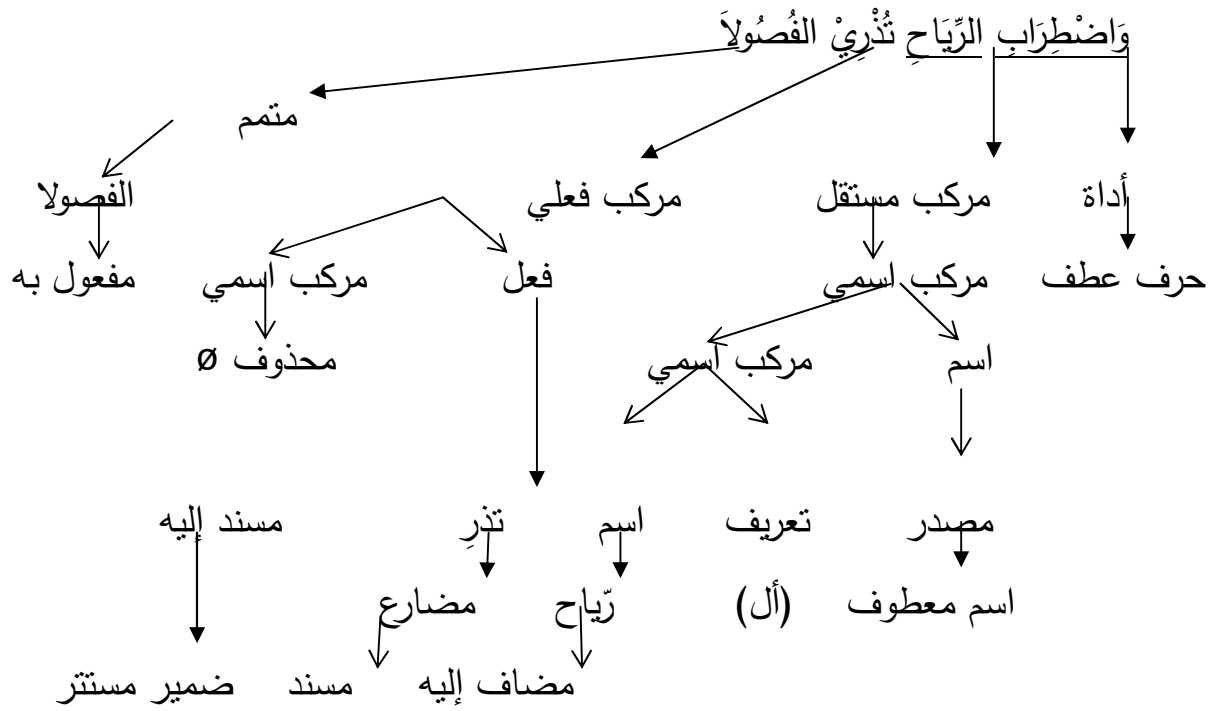 وَاضْطِرَابِ الرِّيَاحِ تُذْرِيْ الفُصُولاَ
متمم
أداة مركب مستقل مركب فعلي الفصولا
حرف عطف مركب اسمي فعل مركب اسمي مفعول به
اسم مركب اسمي محذوف Ø
مصدر تعريف اسم تذرِ مسند إليه
اسم معطوف (أل) رّياح مضارع
مضاف إليه مسند ضمير مستتر